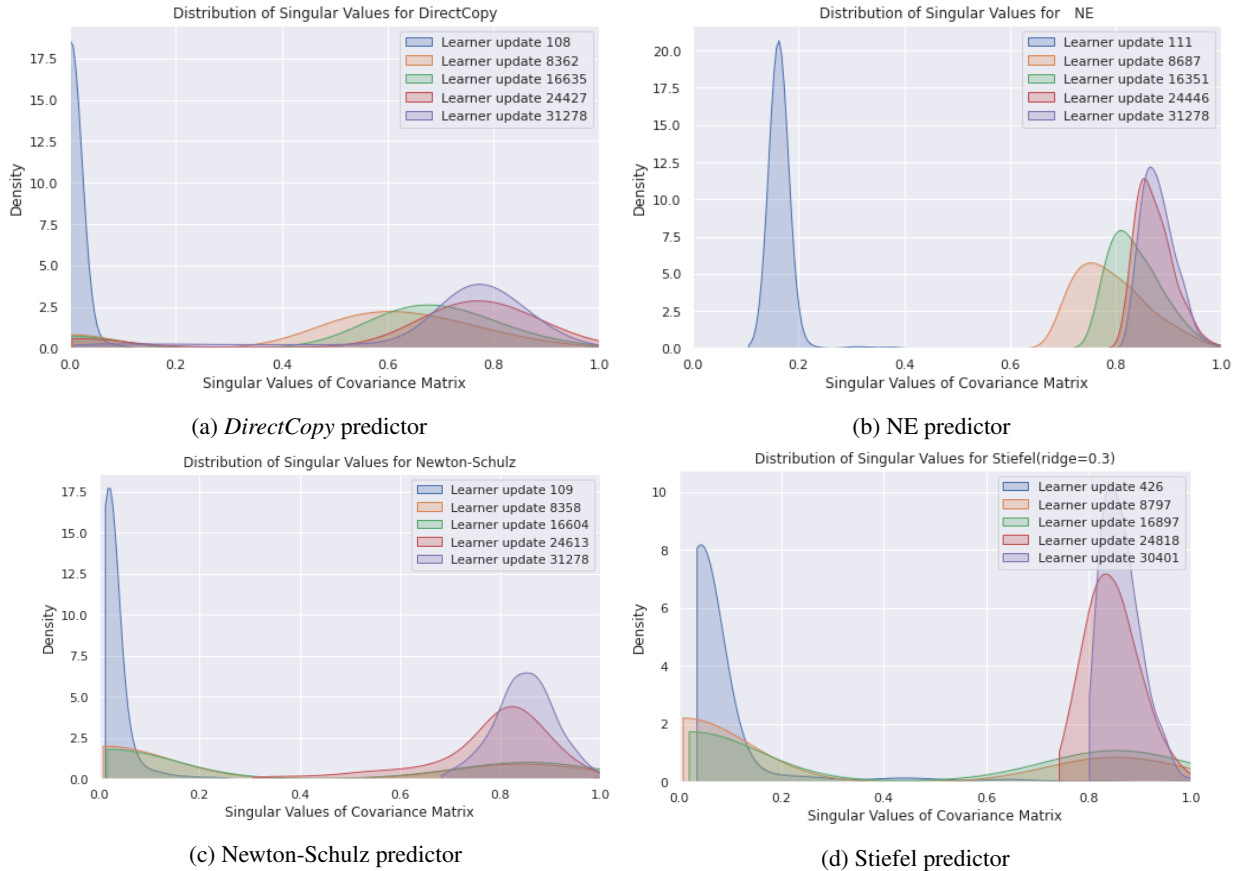 Distribution of Singular Values for DirectCopy
Density
17.5
15.0
12.5
10.0
7.5
5.0
2.5
0.0
Learner update 108
Learner update 8362
Learner update 16635
Learner update 24427
Learner update 31278
0.0 0.2 0.4 0.6 0.8 1.0
Singular Values of Covariance Matrix
(a) DirectCopy predictor
Distribution of Singular Values for NE
Density
20.0
17.5
15.0
12.5
10.0
7.5
5.0
2.5
0.0
Learner update 111
Learner update 8687
Learner update 16351
Learner update 24446
Learner update 31278
0.0 0.2 0.4 0.6 0.8 1.0
Singular Values of Covariance Matrix
(b) NE predictor
Distribution of Singular Values for Newton-Schulz
Density
17.5
15.0
12.5
10.0
7.5
5.0
2.5
0.0
Learner update 109
Learner update 8358
Learner update 16604
Learner update 24613
Learner update 31278
0.0 0.2 0.4 0.6 0.8 1.0
Singular Values of Covariance Matrix
(c) Newton-Schulz predictor
Distribution of Singular Values for Stiefel(ridge=0.3)
Density
10
8
6
4
2
0
Learner update 426
Learner update 8797
Learner update 16897
Learner update 24818
Learner update 30401
0.0 0.2 0.4 0.6 0.8 1.0
Singular Values of Covariance Matrix
(d) Stiefel predictor